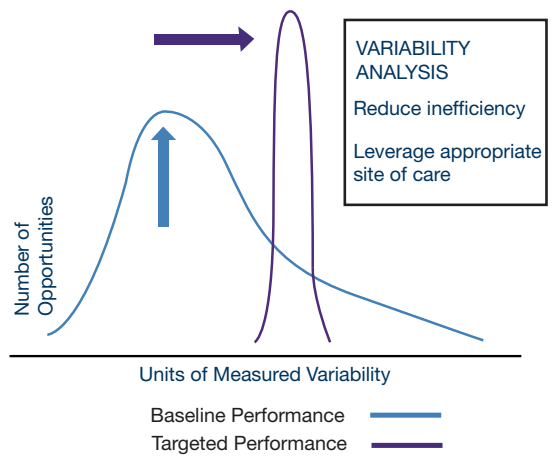 VARIABILITY
ANALYSIS
Reduce inefficiency
Leverage appropriate
site of care
Number of
Opportunities
Units of Measured Variability
Baseline Performance
Targeted Performance